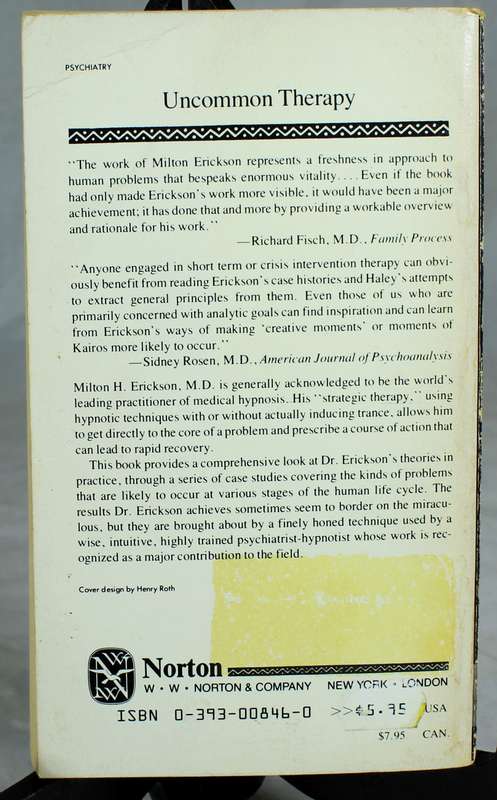 PSYCHIATRY
Uncommon Therapy
“The work of Milton Erickson represents a freshness in approach to
human problems that bespeaks enormous vitality. . . . Even if the book
had only made Erickson's work more visible, it would have been a major
achievement; it has done that and more by providing a workable overview
and rationale for his work.”
—Richard Fisch, M.D., Family Process
“Anyone engaged in short term or crisis intervention therapy can obvi-
ously benefit from reading Erickson's case histories and Haley's attempts
to extract general principles from them. Even those of us who are
primarily concerned with analytic goals can find inspiration and can learn
from Erickson's ways of making 'creative moments' or moments of
Kairos more likely to occur.”
—Sidney Rosen, M.D., American Journal of Psychoanalysis
Milton H. Erickson, M.D. is generally acknowledged to be the world's
leading practitioner of medical hypnosis. His “strategic therapy,” using
hypnotic techniques with or without actually inducing trance, allows him
to get directly to the core of a problem and prescribe a course of action that
can lead to rapid recovery.
This book provides a comprehensive look at Dr. Erickson's theories in
practice, through a series of case studies covering the kinds of problems
that are likely to occur at various stages of the human life cycle. The
results Dr. Erickson achieves sometimes seem to border on the miracu-
lous, but they are brought about by a finely honed technique used by a
wise, intuitive, highly trained psychiatrist-hypnotist whose work is rec-
ognized as a major contribution to the field.
Cover design by Henry Roth
Norton
W • W • NORTON & COMPANY NEW YORK • LONDON
ISBN 0-393-00846-0 >>$5.95 USA
$7.95 CAN.